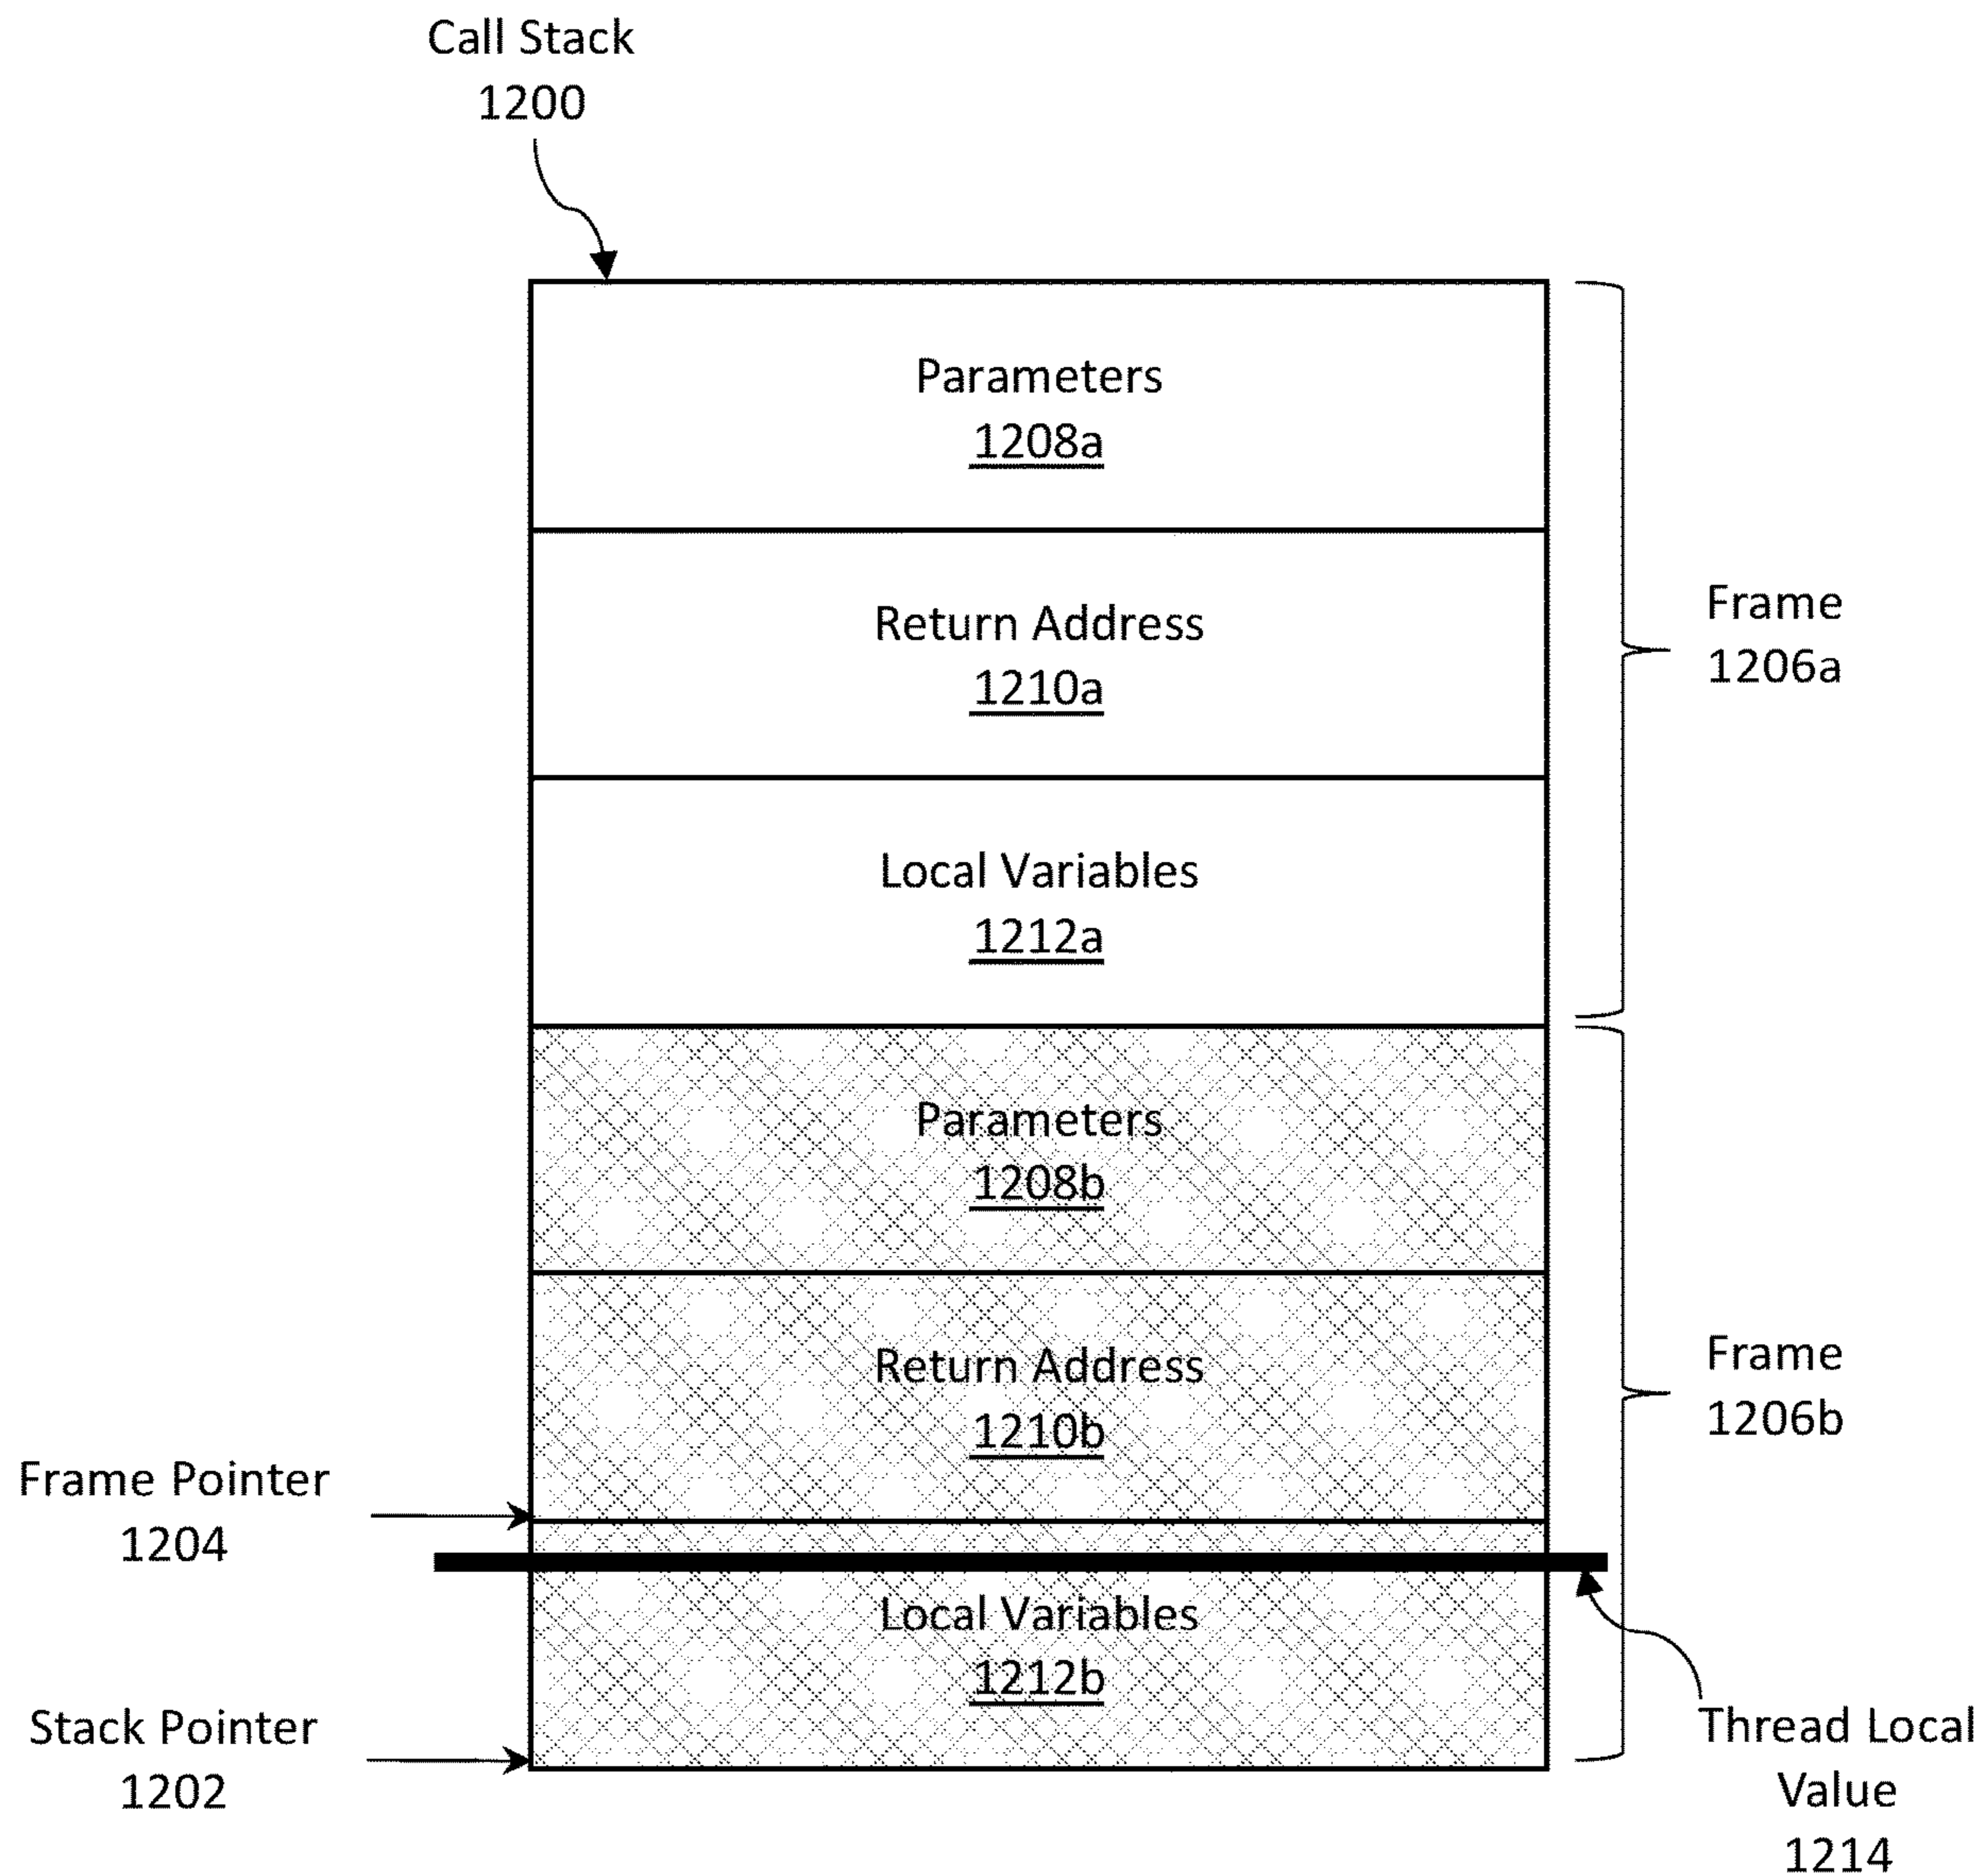 Call Stack
1200
Parameters
1208a
Return Address
1210a
Frame
1206a
Local Variables
1212a
Parameters
1208b
Return Address
1210b
Frame
1206b
Frame Pointer
1204
Local Variables
1212b
Stack Pointer
1202
Thread Local
Value
1214